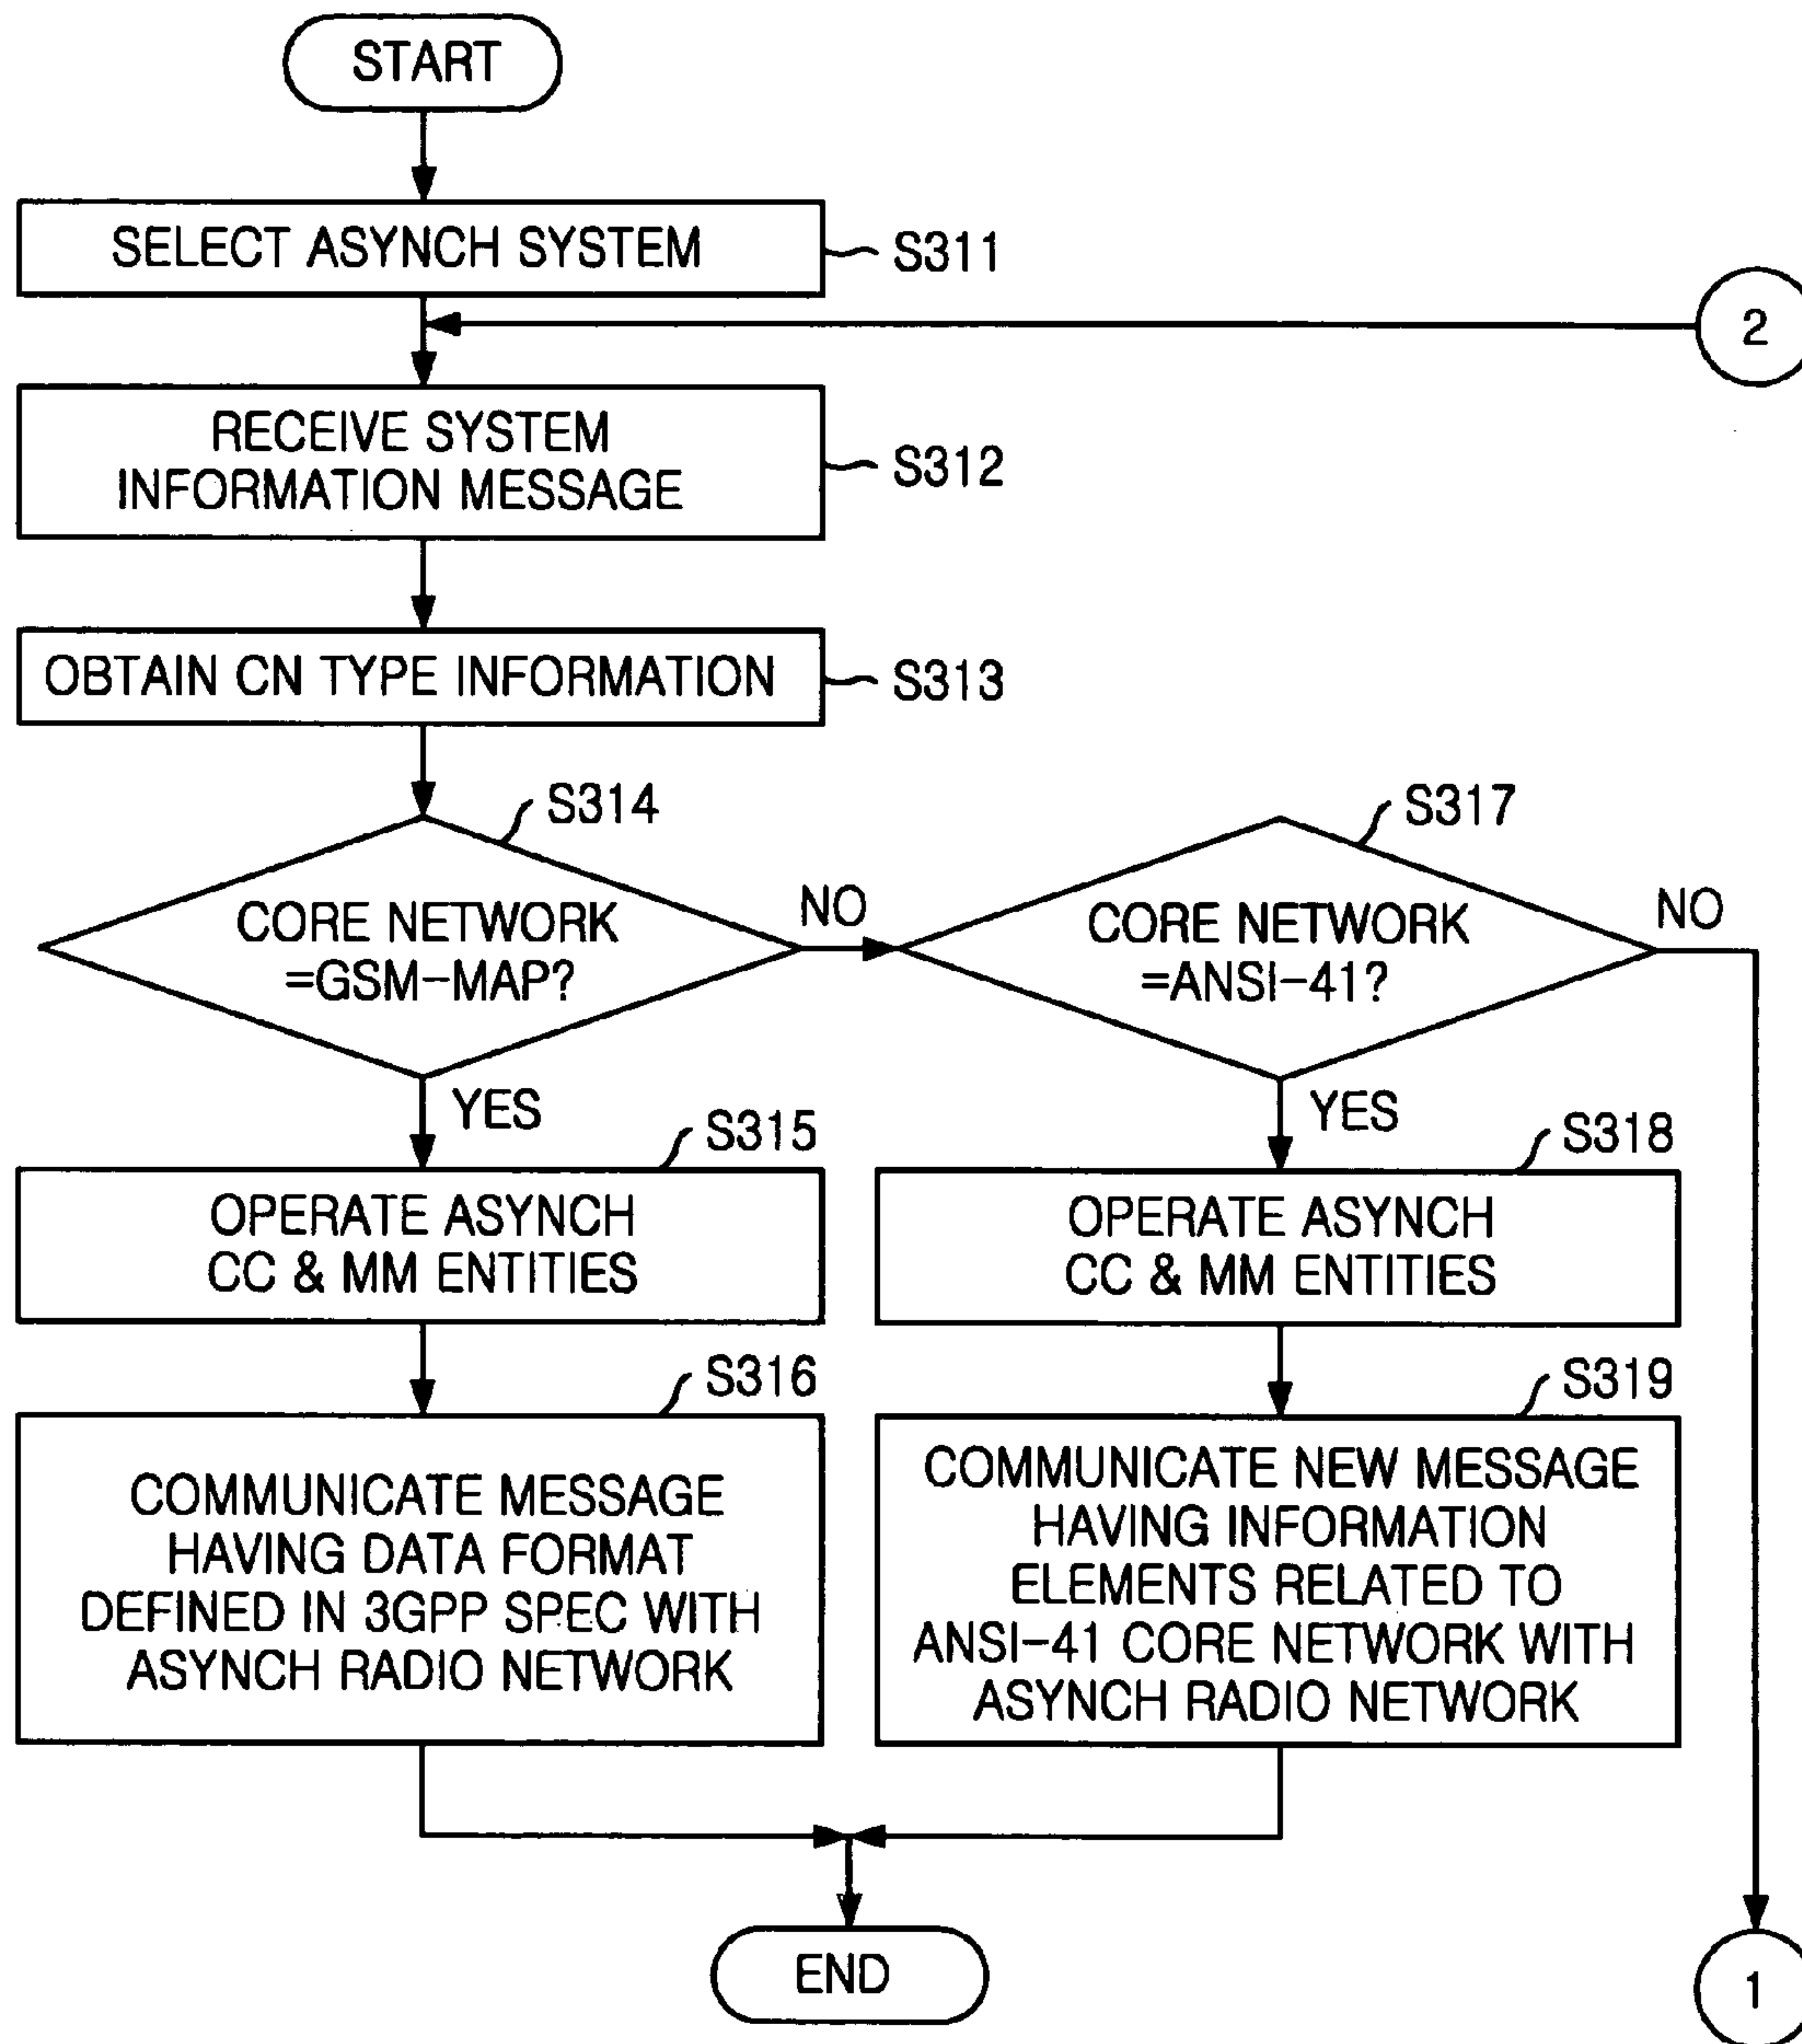 START
SELECT ASYNCH SYSTEM
S311
2
RECEIVE SYSTEM
INFORMATION MESSAGE
S312
OBTAIN CN TYPE INFORMATION
S313
S314
CORE NETWORK
=GSM-MAP?
NO
YES
S317
CORE NETWORK
=ANSI-41?
NO
YES
S315
OPERATE ASYNCH
CC & MM ENTITIES
S318
OPERATE ASYNCH
CC & MM ENTITIES
S316
COMMUNICATE MESSAGE
HAVING DATA FORMAT
DEFINED IN 3GPP SPEC WITH
ASYNCH RADIO NETWORK
S319
COMMUNICATE NEW MESSAGE
HAVING INFORMATION
ELEMENTS RELATED TO
ANSI-41 CORE NETWORK WITH
ASYNCH RADIO NETWORK
END
1